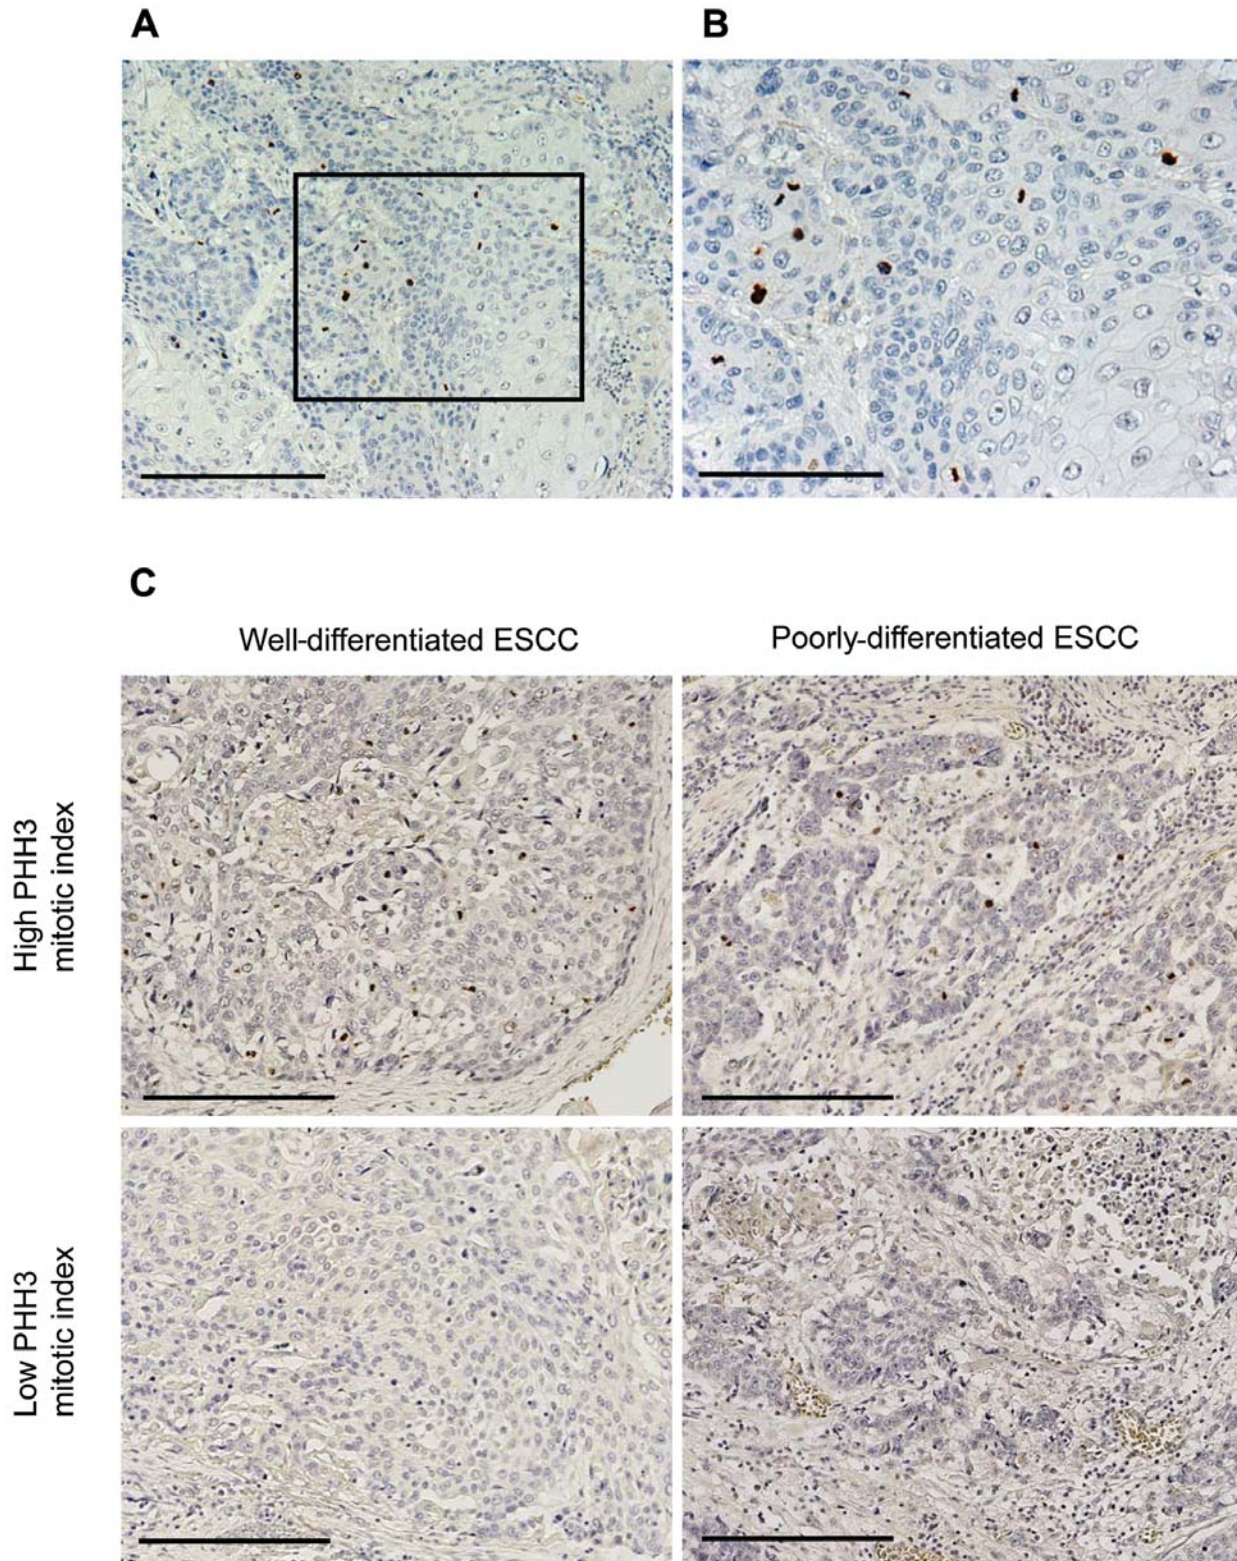 A
B
C
Well-differentiated ESCC
Poorly-differentiated ESCC
High PHH3
mitotic index
Low PHH3
mitotic index